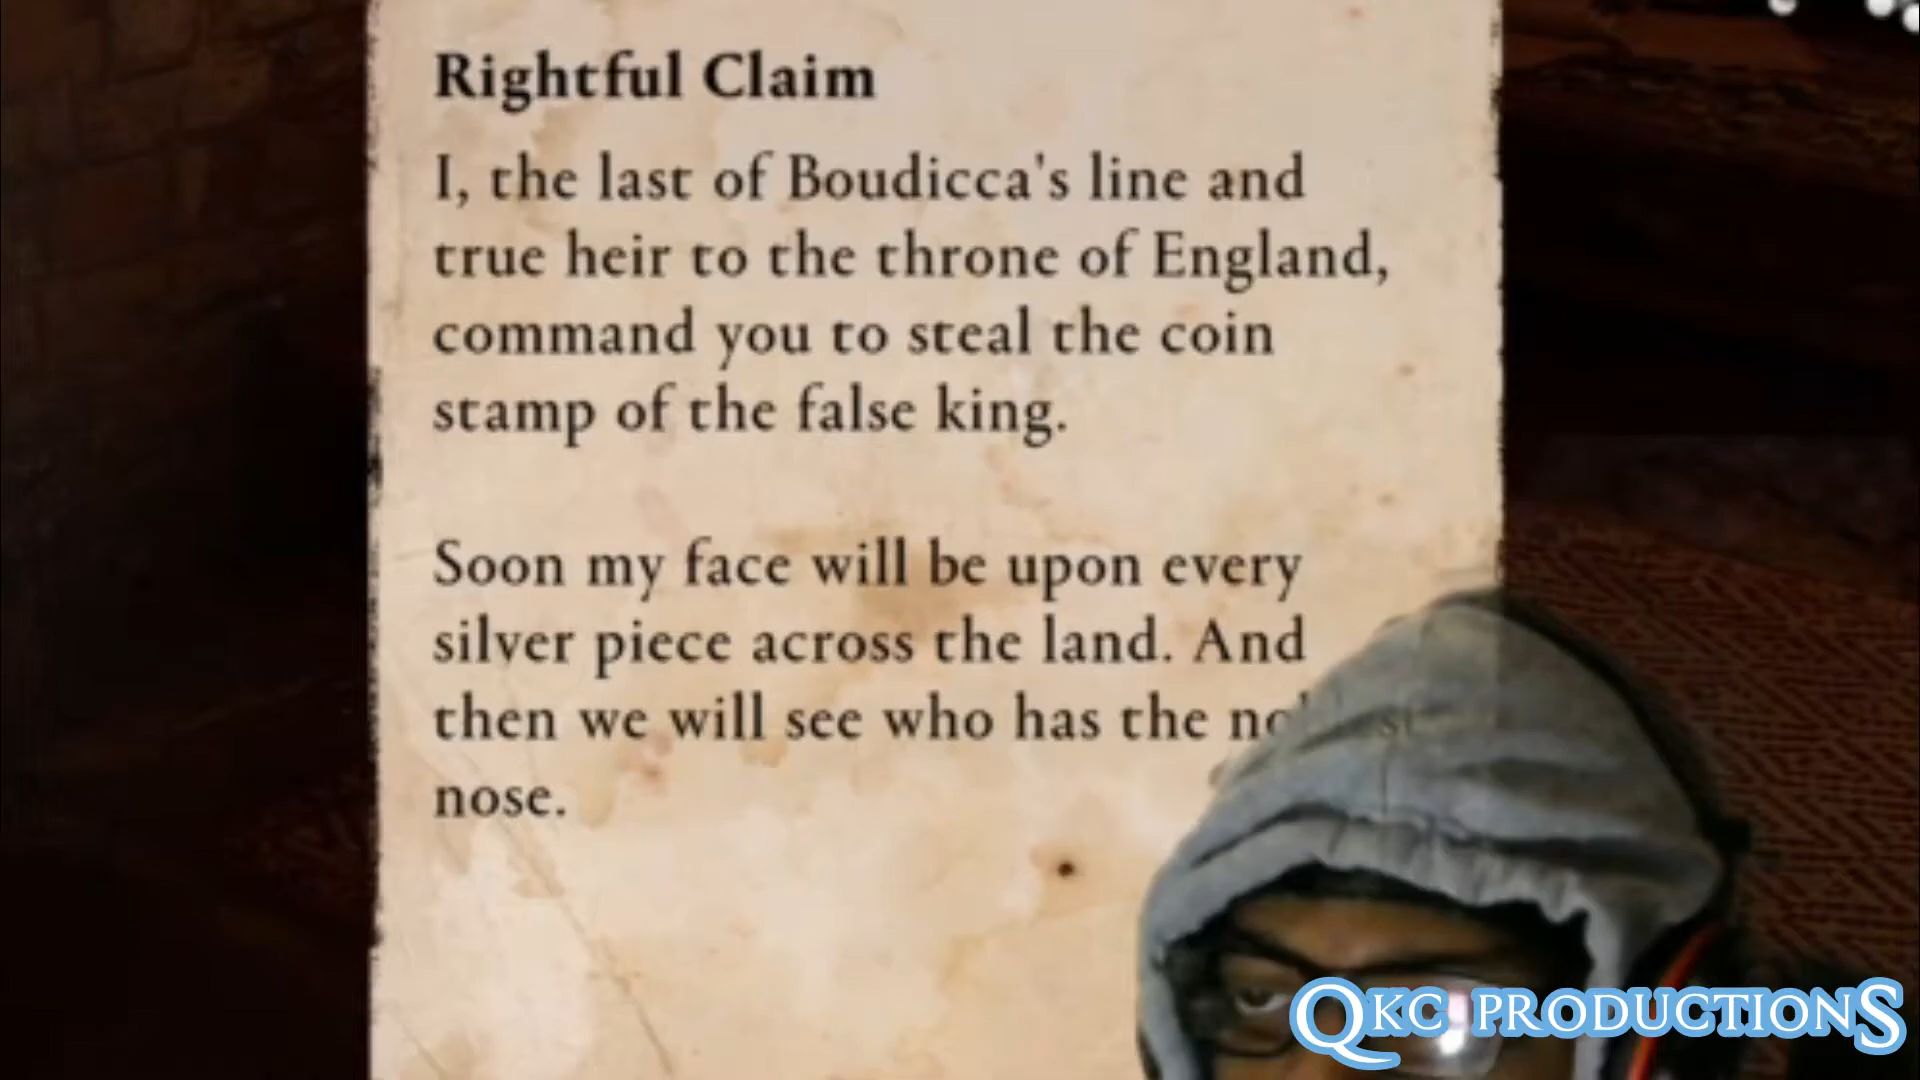 Rightful Claim
I, the last of Boudicca's line and
true heir to the throne of England,
command you to steal the coin
stamp of the false king.
Soon my face will be upon every
silver piece across the land. And
then we will see who has the
nose.
QKC PRODUCTIONS